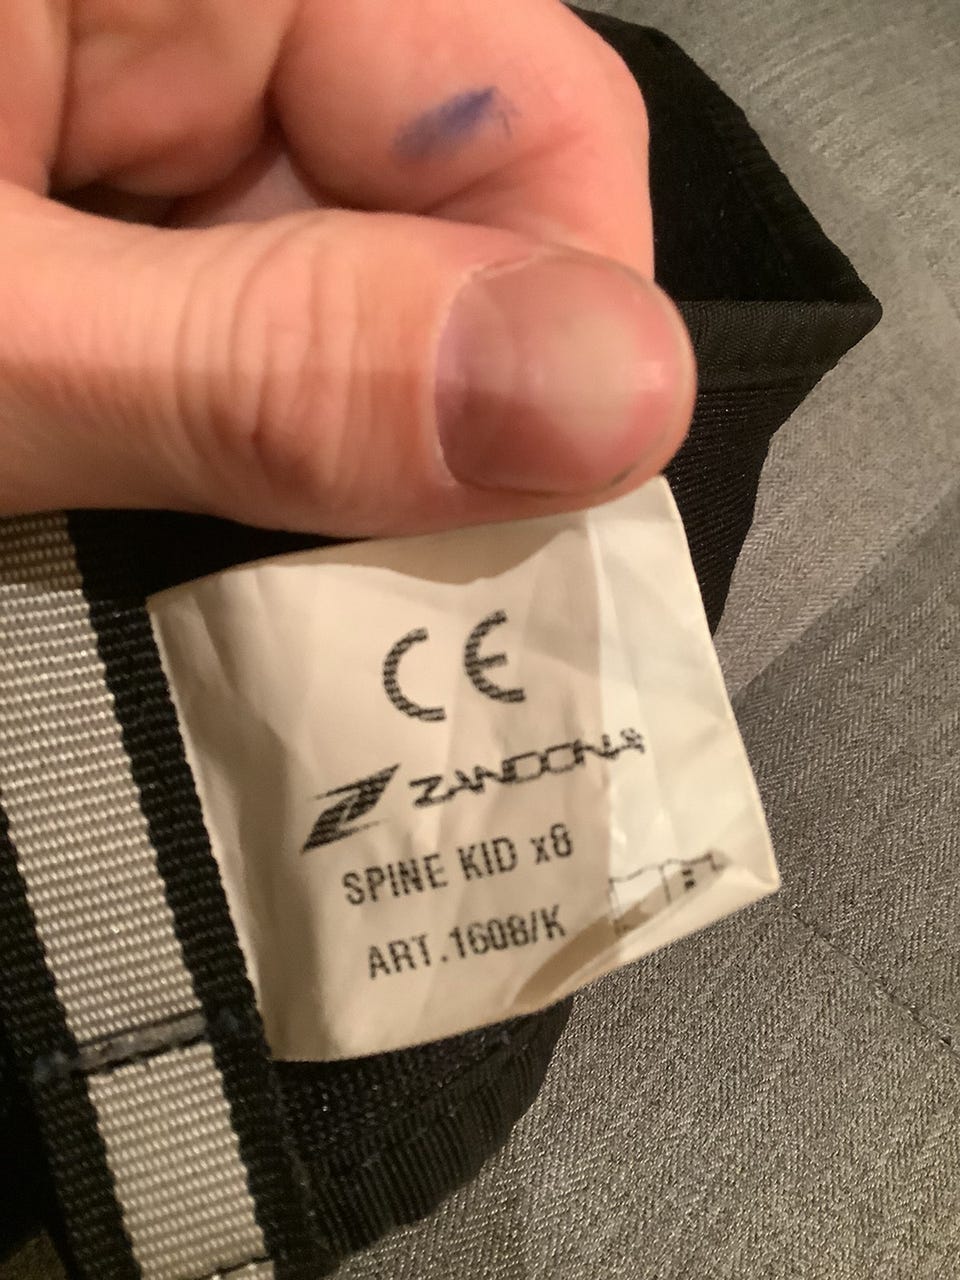 CE
ZANDONA
SPINE KID x8
ART.1608/K